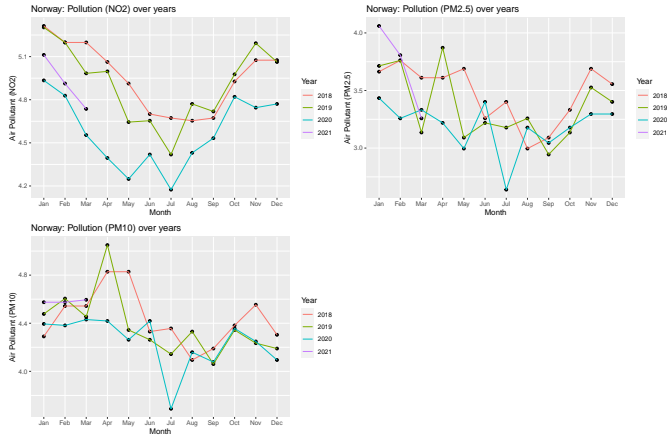 Norway: Pollution (NO2) over years
Air Pollutant (NO2)
5.1
4.8
4.5
4.2
Jan Feb Mar Apr May Jun Jul Aug Sep Oct Nov Dec
Month
Year
2018
2019
2020
2021
Norway: Pollution (PM2.5) over years
Air Pollutant (PM2.5)
4.0
3.5
3.0
Jan Feb Mar Apr May Jun Jul Aug Sep Oct Nov Dec
Month
Year
2018
2019
2020
2021
Norway: Pollution (PM10) over years
Air Pollutant (PM10)
4.8
4.4
4.0
Jan Feb Mar Apr May Jun Jul Aug Sep Oct Nov Dec
Month
Year
2018
2019
2020
2021